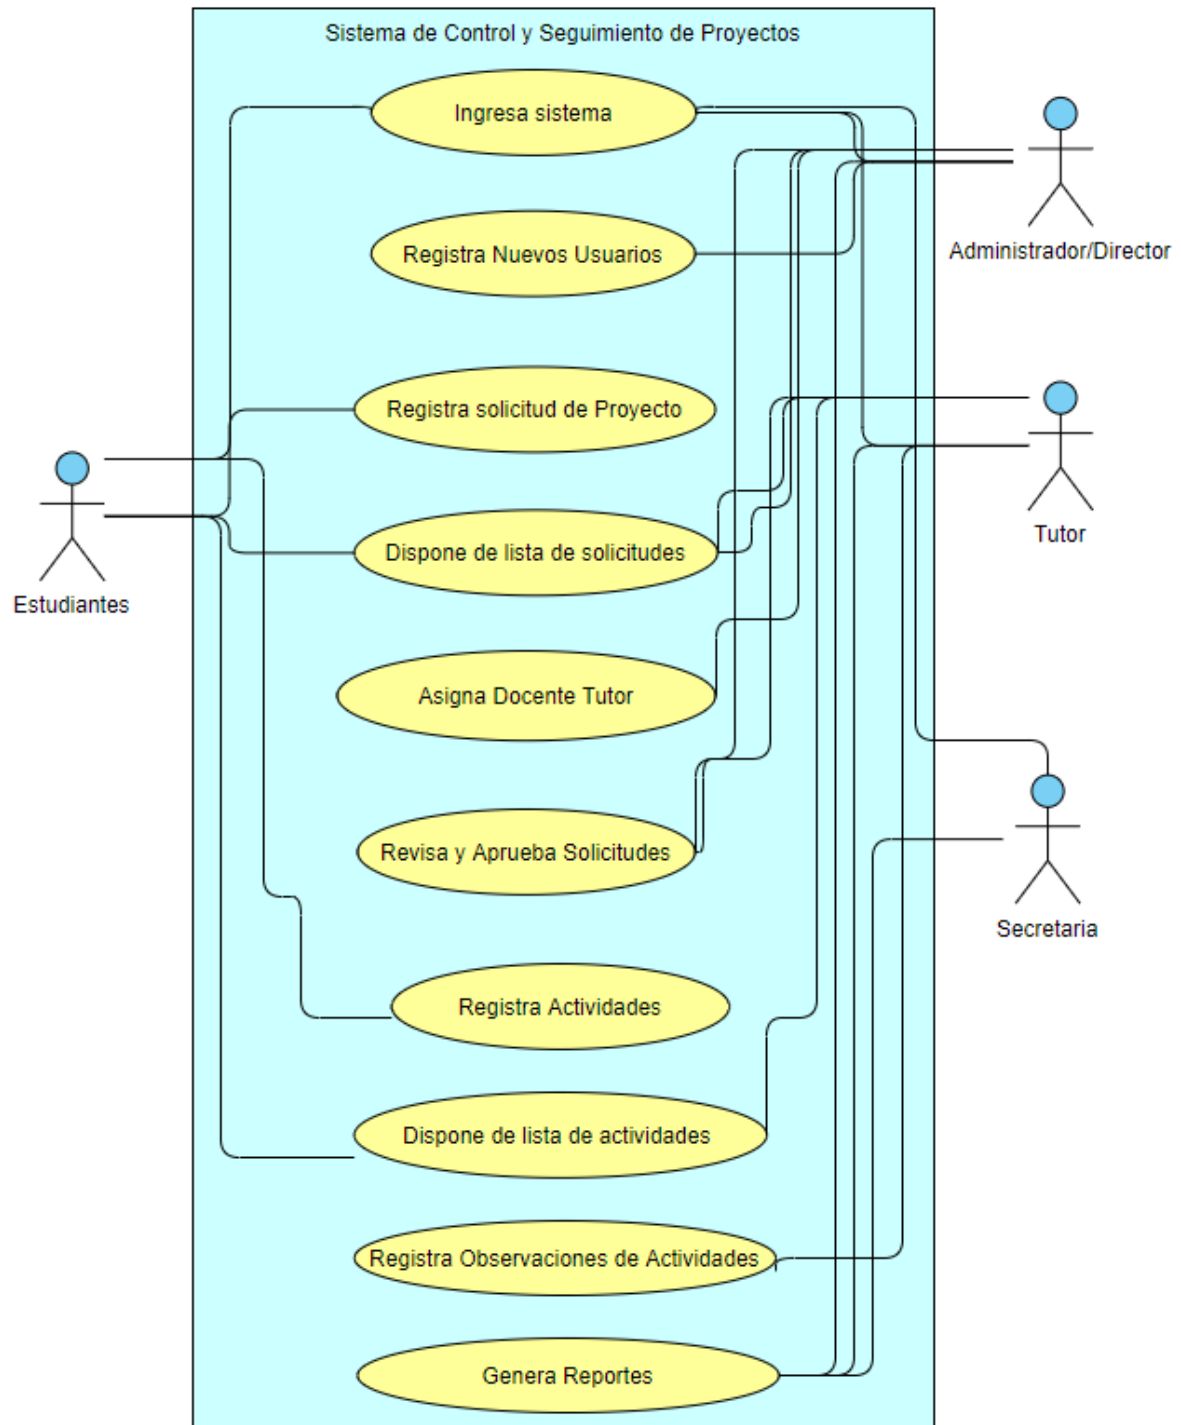 Sistema de Control y Seguimiento de Proyectos
Ingresa sistema
Administrador/Director
Registra Nuevos Usuarios
Registra solicitud de Proyecto
Tutor
Dispone de lista de solicitudes
Estudiantes
Asigna Docente Tutor
Revisa y Aprueba Solicitudes
Secretaria
Registra Actividades
Dispone de lista de actividades
Registra Observaciones de Actividades
Genera Reportes